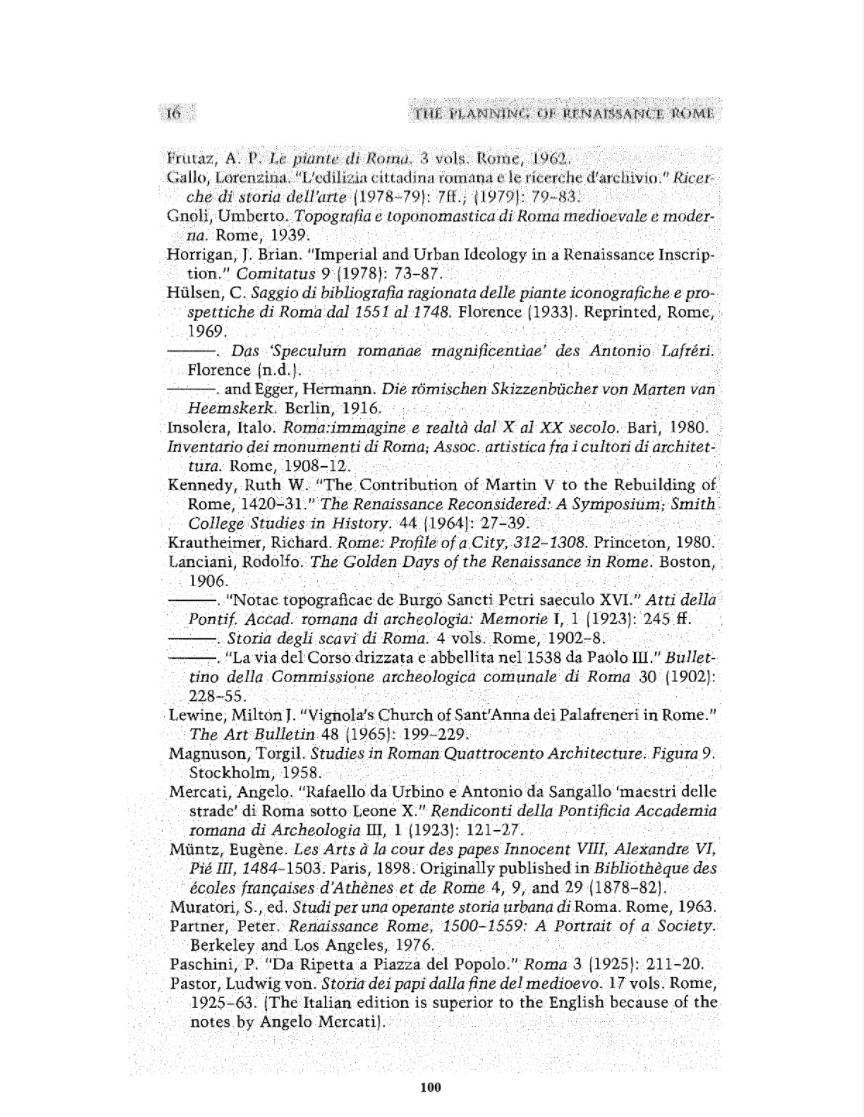 16 THE PLANNING OF RENAISSANCE ROME
Frutaz, A. P. Le piante di Roma. 3 vols. Rome, 1962.
Gallo, Lorenzina. "L'edilizia cittadina romana e le ricerche d'archivio." Ricer-
che di storia dell'arte (1978–79): 7ff.; (1979): 79–83.
Gnoli, Umberto. Topografia e toponomastica di Roma medioevale e moder-
na. Rome, 1939.
Horrigan, J. Brian. "Imperial and Urban Ideology in a Renaissance Inscrip-
tion." Comitatus 9 (1978): 73–87.
Hülsen, C. Saggio di bibliografia ragionata delle piante iconografiche e pro-
spettiche di Roma dal 1551 al 1748. Florence (1933). Reprinted, Rome,
1969.
———. Das 'Speculum romanae magnificentiae' des Antonio Lafréri.
Florence (n.d.).
———. and Egger, Hermann. Die römischen Skizzenbücher von Marten van
Heemskerk. Berlin, 1916.
Insolera, Italo. Roma:immagine e realtà dal X al XX secolo. Bari, 1980.
Inventario dei monumenti di Roma; Assoc. artistica fra i cultori di architet-
tura. Rome, 1908–12.
Kennedy, Ruth W. "The Contribution of Martin V to the Rebuilding of
Rome, 1420–31." The Renaissance Reconsidered: A Symposium; Smith
College Studies in History. 44 (1964): 27–39.
Krautheimer, Richard. Rome: Profile of a City, 312–1308. Princeton, 1980.
Lanciani, Rodolfo. The Golden Days of the Renaissance in Rome. Boston,
1906.
———. "Notae topograficae de Burgo Sancti Petri saeculo XVI." Atti della
Pontif. Accad. romana di archeologia: Memorie I, 1 (1923): 245 ff.
———. Storia degli scavi di Roma. 4 vols. Rome, 1902–8.
———. "La via del Corso drizzata e abbellita nel 1538 da Paolo III." Bullet-
tino della Commissione archeologica comunale di Roma 30 (1902):
228–55.
Lewine, Milton J. "Vignola's Church of Sant'Anna dei Palafreneri in Rome."
The Art Bulletin 48 (1965): 199–229.
Magnuson, Torgil. Studies in Roman Quattrocento Architecture. Figura 9.
Stockholm, 1958.
Mercati, Angelo. "Rafaello da Urbino e Antonio da Sangallo 'maestri delle
strade' di Roma sotto Leone X." Rendiconti della Pontificia Accademia
romana di Archeologia III, 1 (1923): 121–27.
Müntz, Eugène. Les Arts à la cour des papes Innocent VIII, Alexandre VI,
Pié III, 1484–1503. Paris, 1898. Originally published in Bibliothèque des
écoles françaises d'Athènes et de Rome 4, 9, and 29 (1878–82).
Muratori, S., ed. Studi per una operante storia urbana di Roma. Rome, 1963.
Partner, Peter. Renaissance Rome, 1500–1559: A Portrait of a Society.
Berkeley and Los Angeles, 1976.
Paschini, P. "Da Ripetta a Piazza del Popolo." Roma 3 (1925): 211–20.
Pastor, Ludwig von. Storia dei papi dalla fine del medioevo. 17 vols. Rome,
1925–63. (The Italian edition is superior to the English because of the
notes by Angelo Mercati).
100